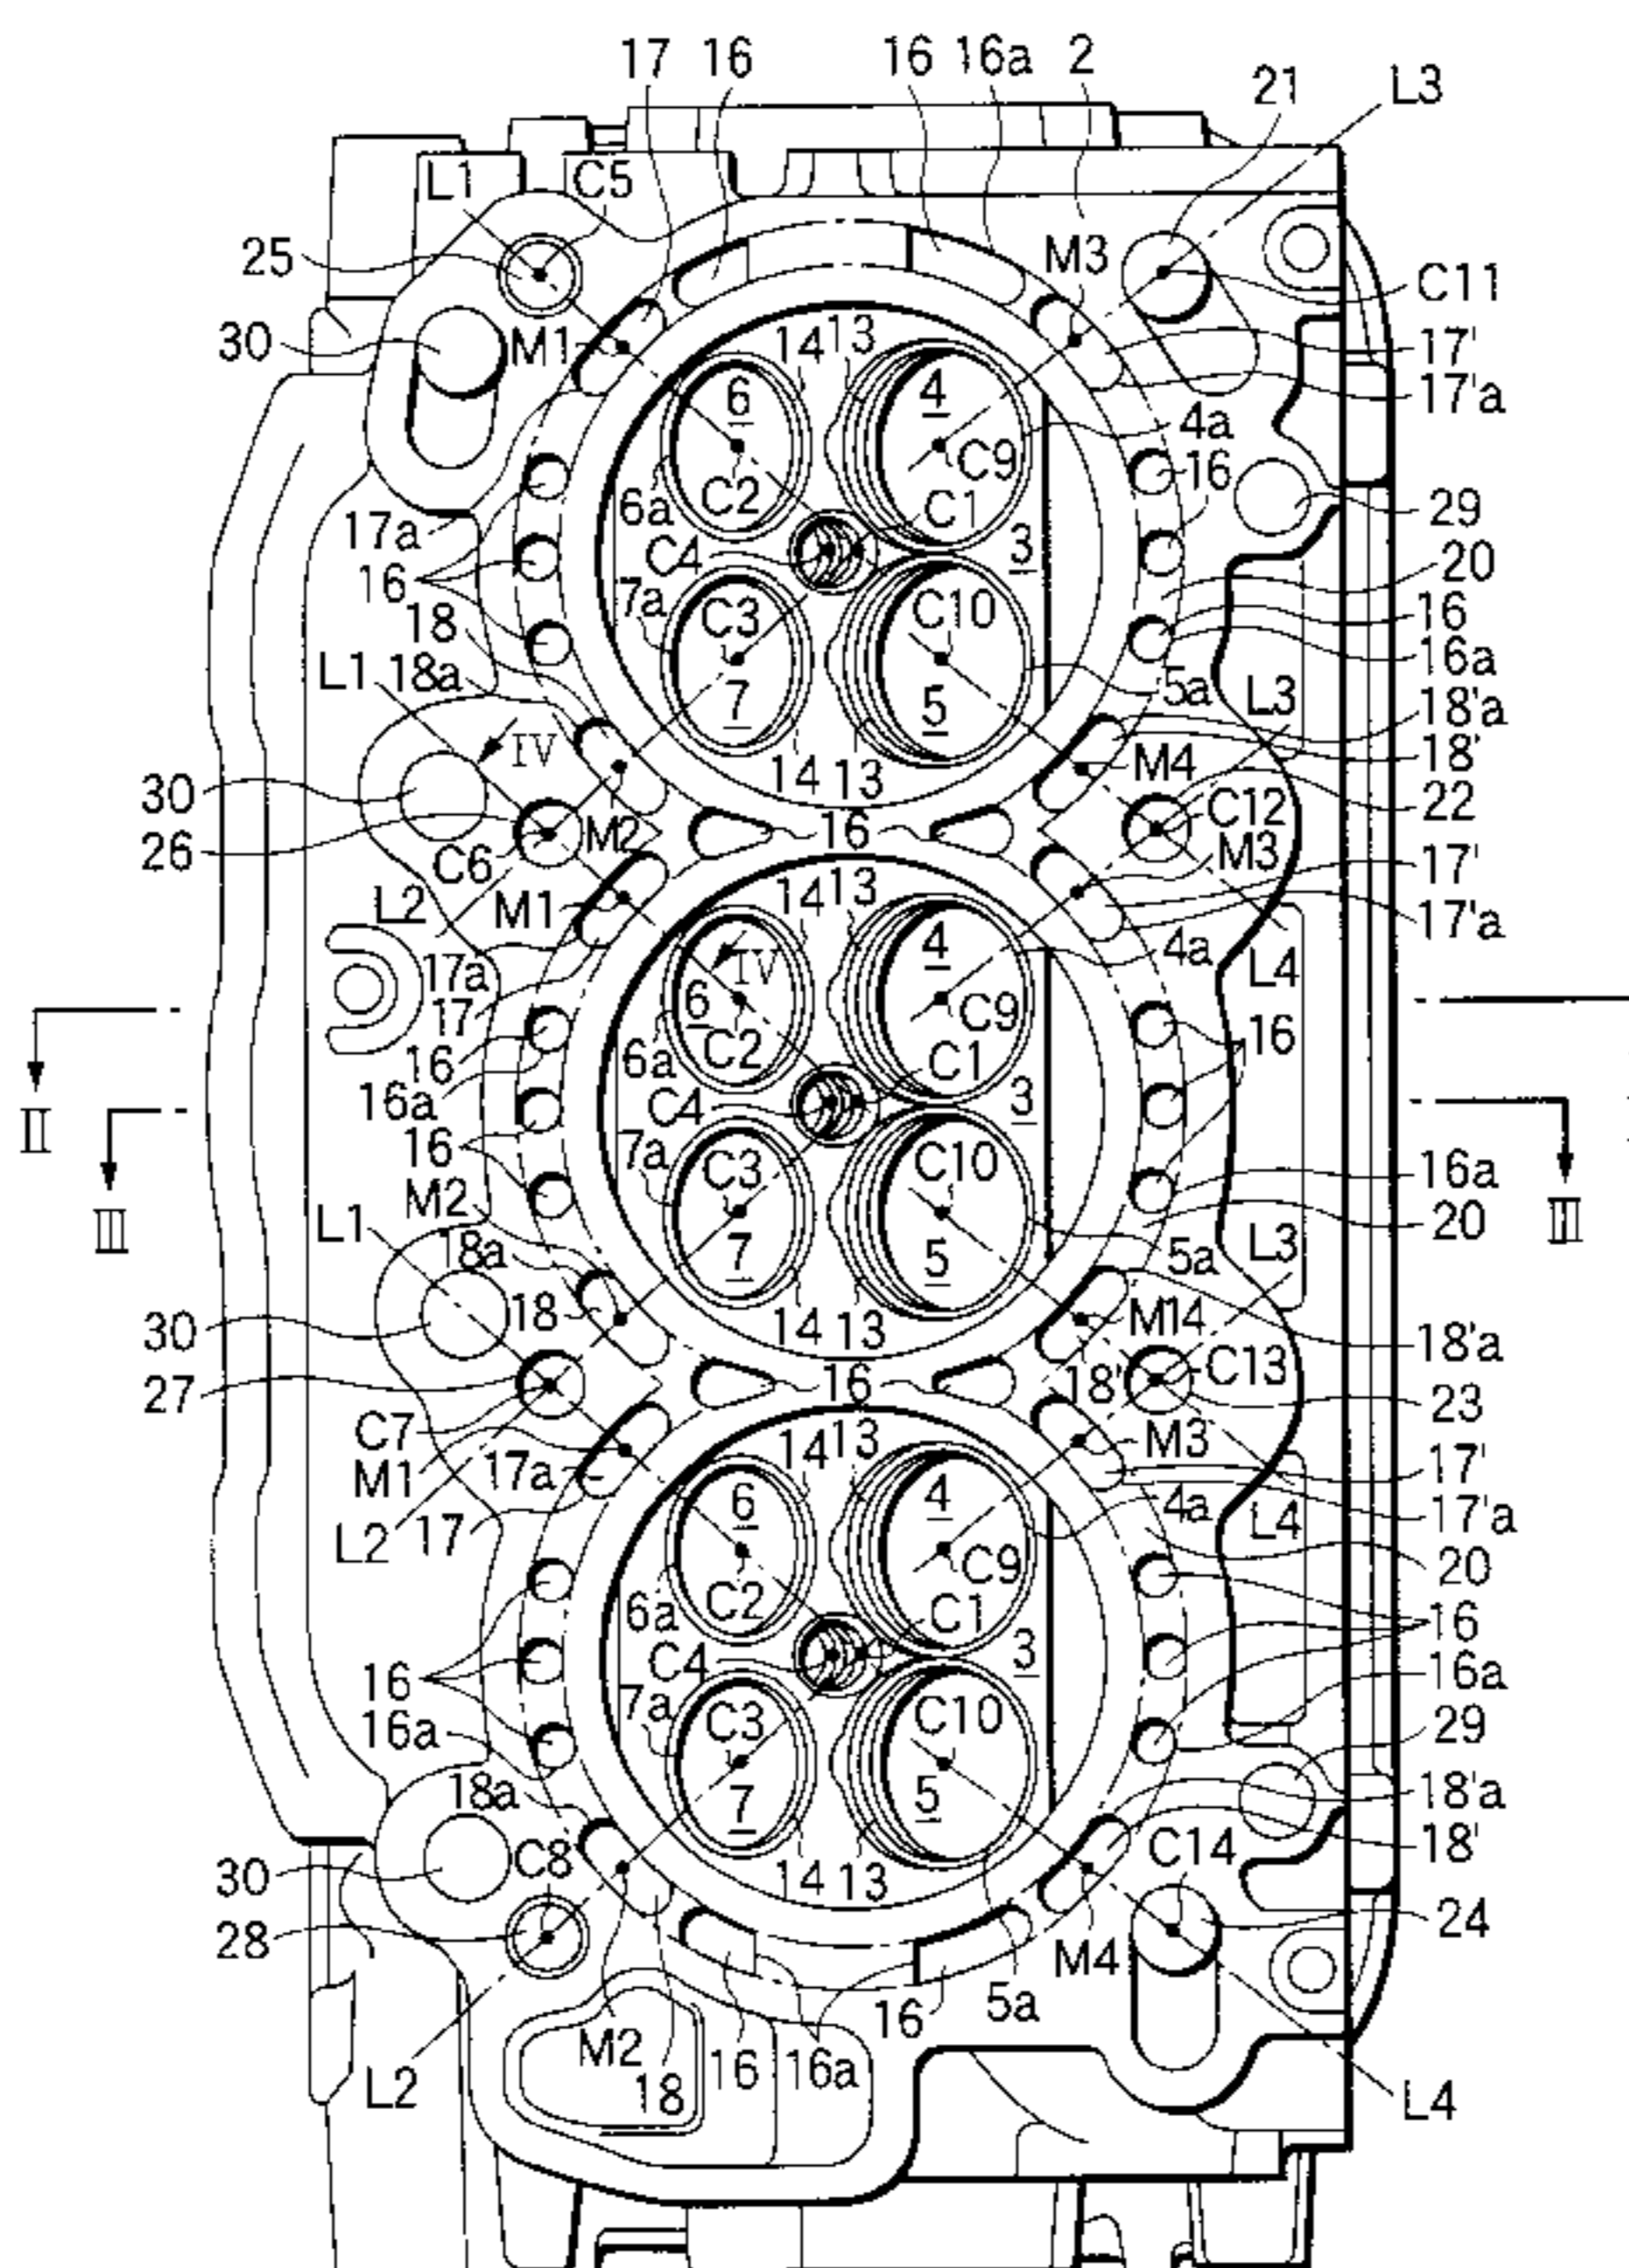 17 16 16 16a 2
21 L3
L1 C5
25 M3
C11
30 M1 14 13 17'
6 4 17'a
4a
C9 16
6a C2 C1 29
17a C4 3
16 7a 20
18 C3 C10 16
16a
L1 18a 5a L3 18'a
7 5 18'
IV M4
30 14 13 C12 22
26 M2 16 M3
C6 17'
L2 M1 14 13 17'a
4 4a L4
17a 6 IV
17 C9 16
16 6a C2 C1
16a C4 3
II 16 7a 16a
III M2 C3 C10 20 III
L1 18a 7 5 5a L3
18 14 13 M14
30 18'a
27 16 18' C13 23
C7 14 13 M3
M1 17a 17'
6 4 4a 17'a
L2 17 L4 20
C9
6a C2 C1 16
16 C4 3 16a
16a 7a C3 C10 29
18a 7 5 18'a
C14 18'
30 C8 14 13
28 24
M4
16 5a
M2 16 16a
L2 18 L4